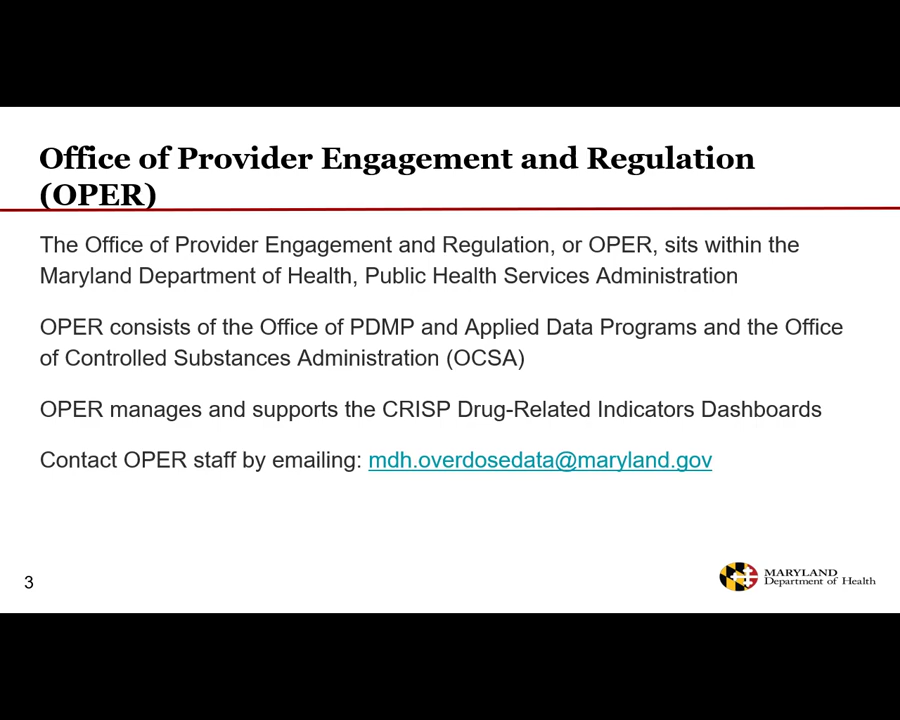 Office of Provider Engagement and Regulation
(OPER)
The Office of Provider Engagement and Regulation, or OPER, sits within the
Maryland Department of Health, Public Health Services Administration
OPER consists of the Office of PDMP and Applied Data Programs and the Office
of Controlled Substances Administration (OCSA)
OPER manages and supports the CRISP Drug-Related Indicators Dashboards
Contact OPER staff by emailing: mdh.overdosedata@maryland.gov
3
MARYLAND
Department of Health